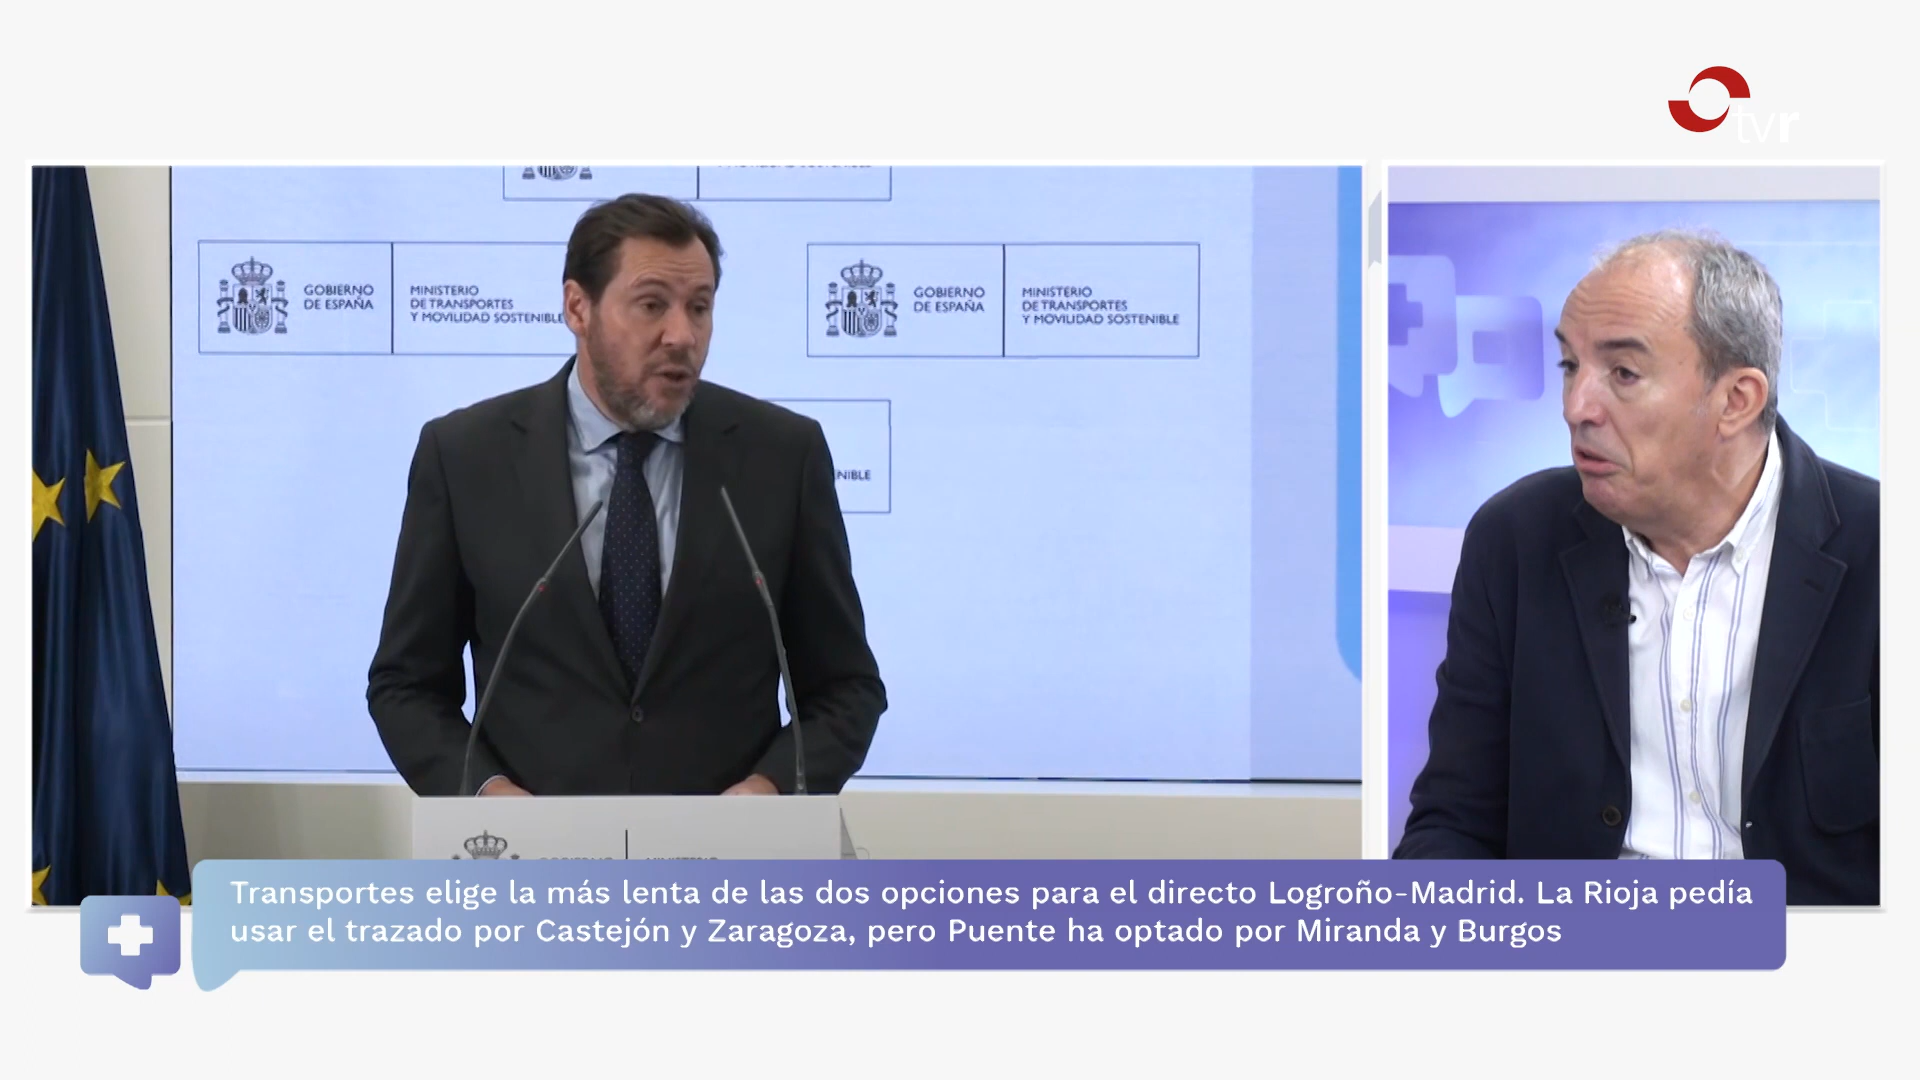 tvr
GOBIERNO
DE ESPAÑA
MINISTERIO
DE TRANSPORTES
Y MOVILIDAD SOSTENIBLE
GOBIERNO
DE ESPAÑA
MINISTERIO
DE TRANSPORTES
Y MOVILIDAD SOSTENIBLE
NIBLE
Transportes elige la más lenta de las dos opciones para el directo Logroño-Madrid. La Rioja pedía
usar el trazado por Castejón y Zaragoza, pero Puente ha optado por Miranda y Burgos